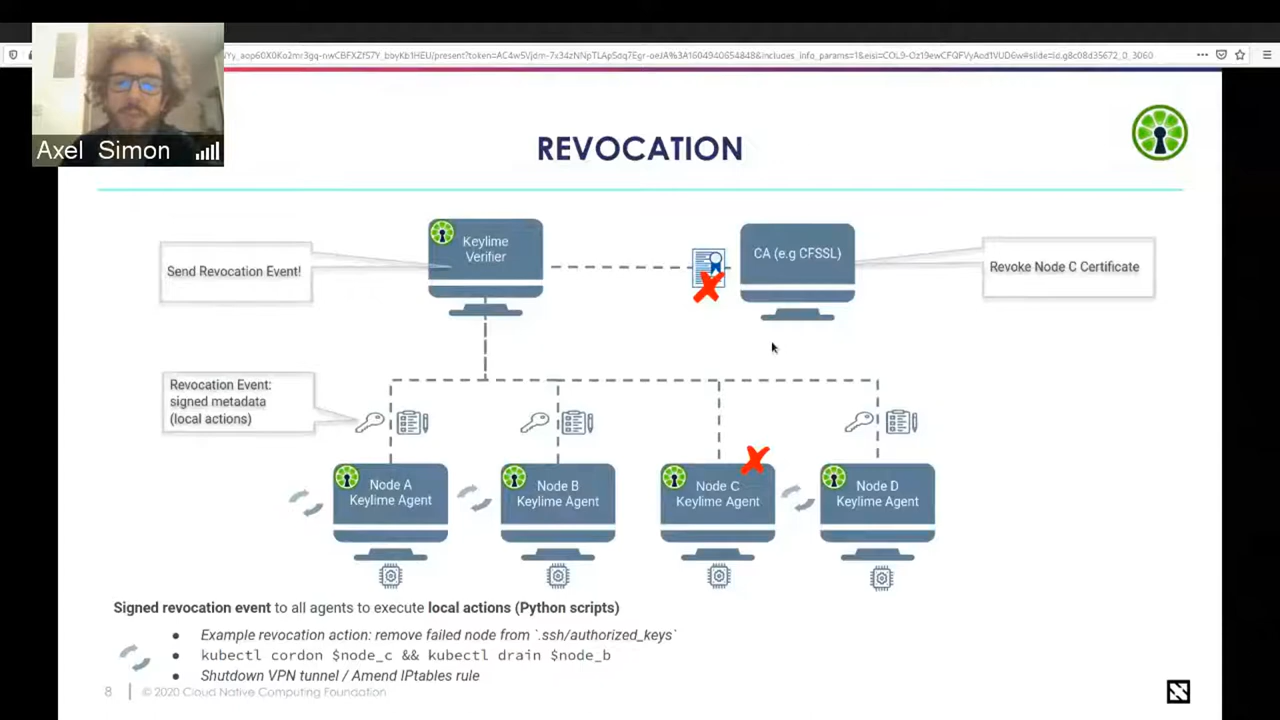 Axel Simon
REVOCATION
Keylime
Verifier
CA (e.g CFSSL)
Send Revocation Event!
Revoke Node C Certificate
Revocation Event:
signed metadata
(local actions)
Node A
Keylime Agent
Node B
Keylime Agent
Node C
Keylime Agent
Node D
Keylime Agent
Signed revocation event to all agents to execute local actions (Python scripts)
● Example revocation action: remove failed node from `.ssh/authorized_keys`
● kubectl cordon $node_c && kubectl drain $node_b
● Shutdown VPN tunnel / Amend IPtables rule
8 | © 2020 Cloud Native Computing Foundation